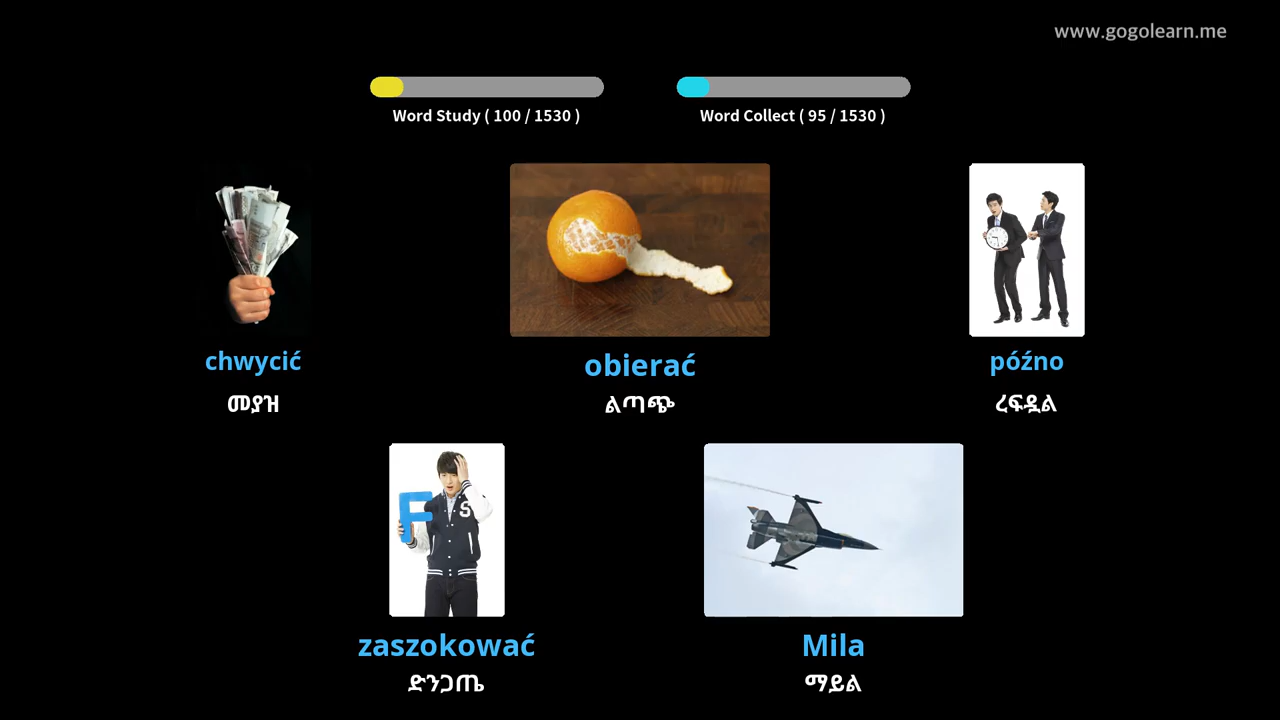 www.gogolearn.me
Word Study ( 100 / 1530 )
Word Collect ( 95 / 1530 )
chwycić
obierać
późno
መያዝ
ልጣጭ
ረፍዷል
F
S
zaszokować
Mila
ድንጋጤ
ማይል